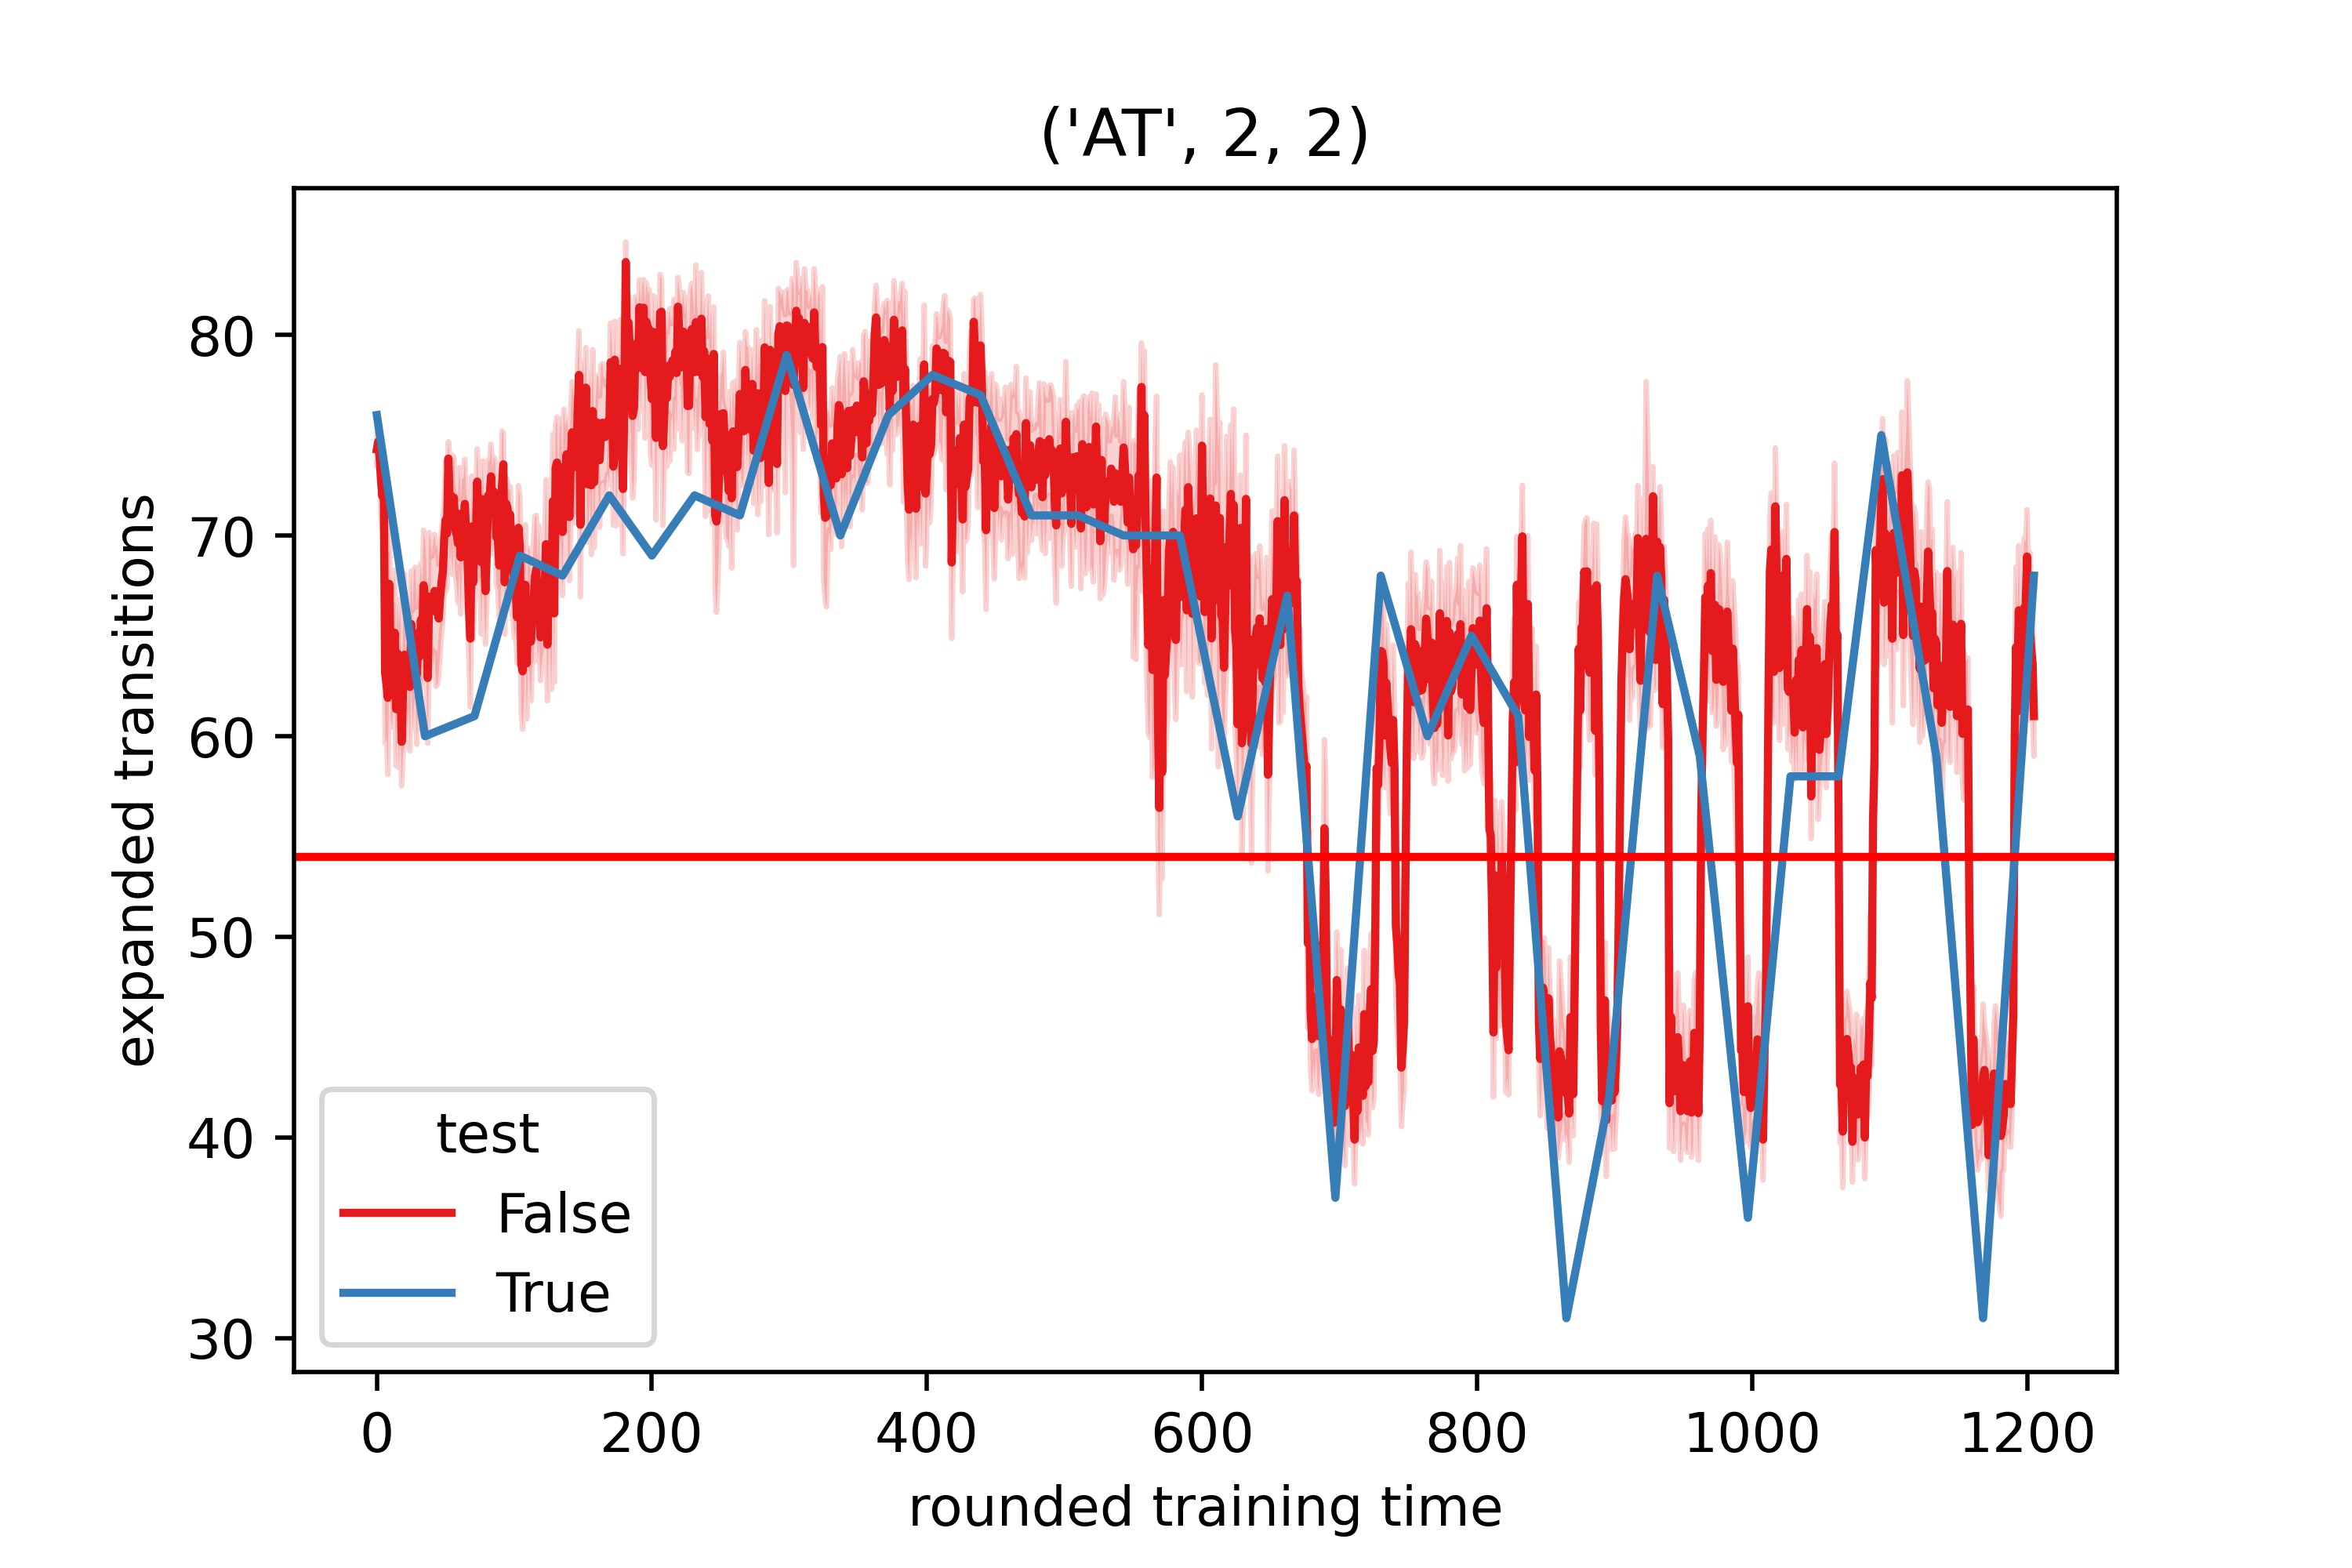 ('AT', 2, 2)
expanded transitions
80
70
60
50
40
30
test
False
True
0 200 400 600 800 1000 1200
rounded training time